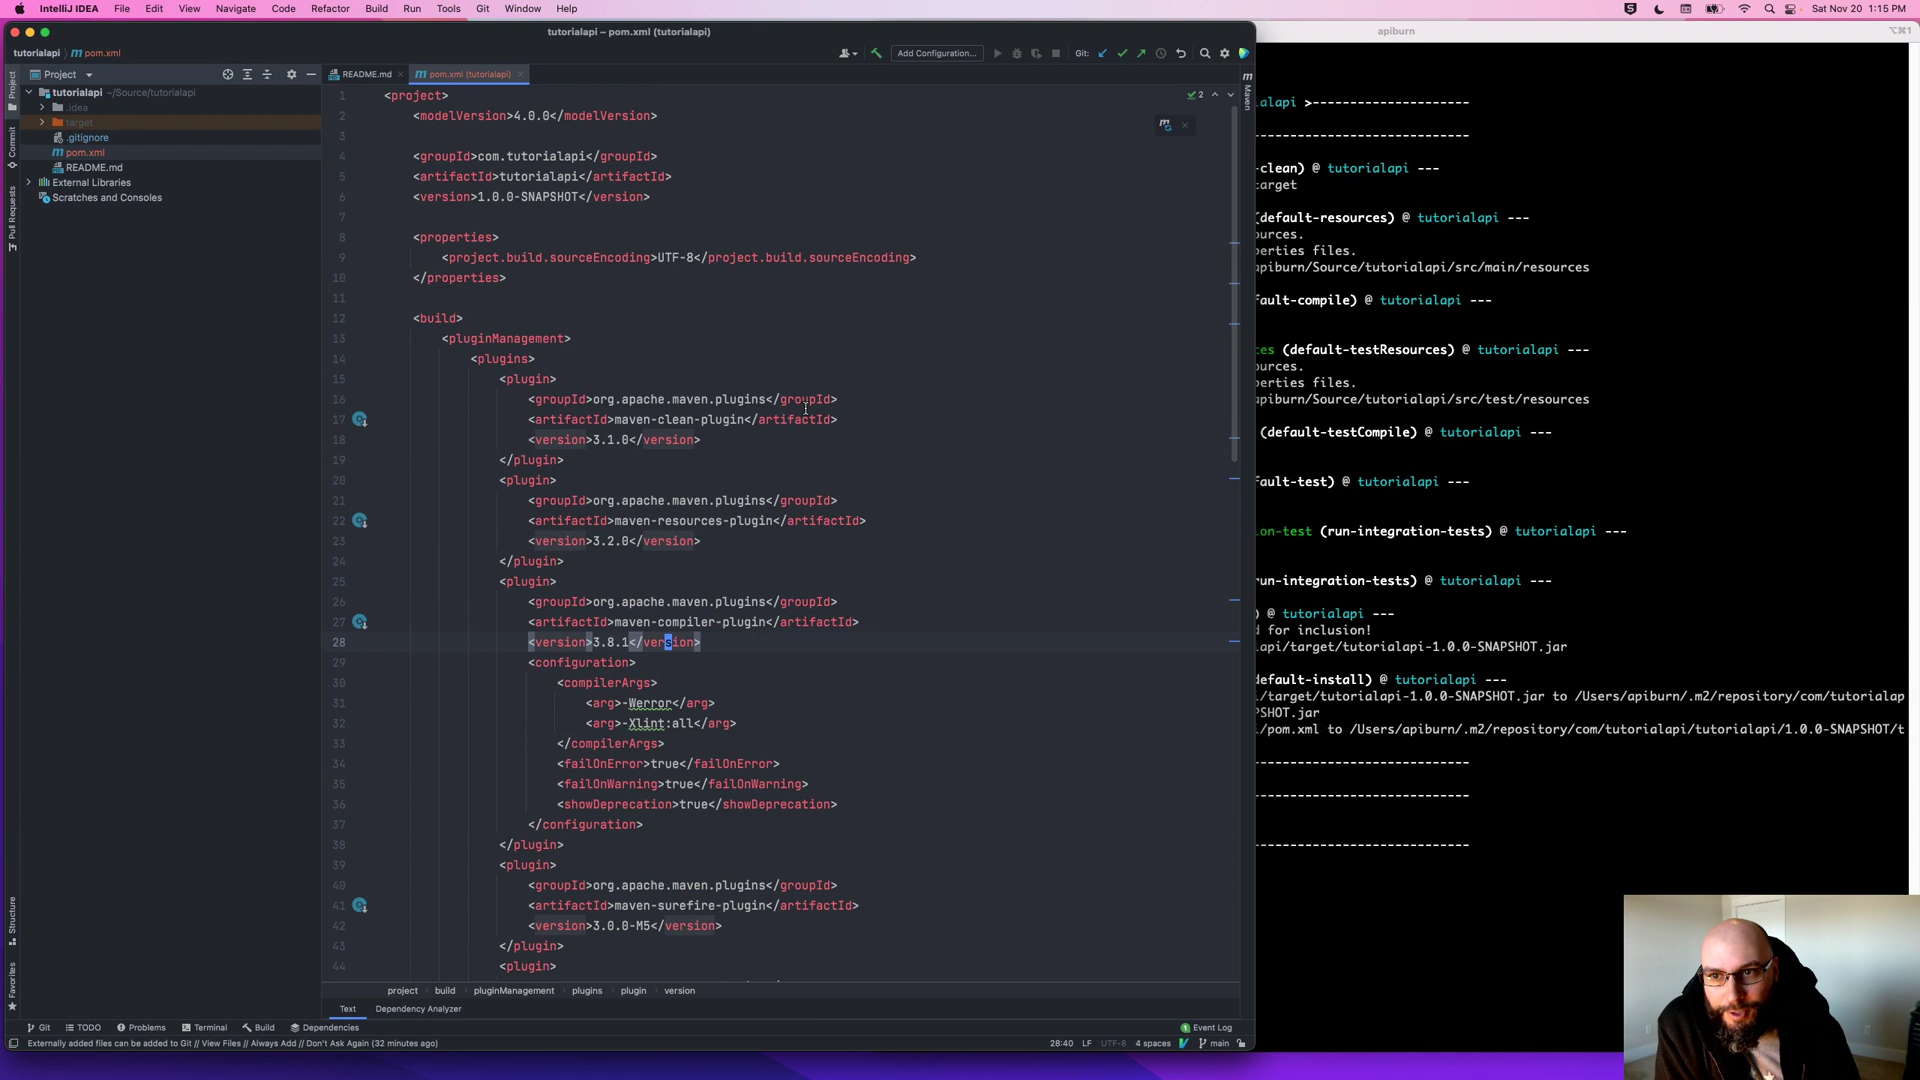 IntelliJ IDEA File Edit View Navigate Code Refactor Build Run Tools Git Window Help
Sat Nov 20 1:15 PM
tutorialapi – pom.xml (tutorialapi)
apiburn
⌥⌘1
tutorialapi pom.xml
Add Configuration...
Git:
Project
README.md
pom.xml (tutorialapi)
tutorialapi ~/Source/tutorialapi
.idea
target
.gitignore
pom.xml
README.md
External Libraries
Scratches and Consoles
Project
Commit
Pull Requests
Structure
Favorites
Maven
2
1 <project>
2 <modelVersion>4.0.0</modelVersion>
3
4 <groupId>com.tutorialapi</groupId>
5 <artifactId>tutorialapi</artifactId>
6 <version>1.0.0-SNAPSHOT</version>
7
8 <properties>
9 <project.build.sourceEncoding>UTF-8</project.build.sourceEncoding>
10 </properties>
11
12 <build>
13 <pluginManagement>
14 <plugins>
15 <plugin>
16 <groupId>org.apache.maven.plugins</groupId>
17 <artifactId>maven-clean-plugin</artifactId>
18 <version>3.1.0</version>
19 </plugin>
20 <plugin>
21 <groupId>org.apache.maven.plugins</groupId>
22 <artifactId>maven-resources-plugin</artifactId>
23 <version>3.2.0</version>
24 </plugin>
25 <plugin>
26 <groupId>org.apache.maven.plugins</groupId>
27 <artifactId>maven-compiler-plugin</artifactId>
28 <version>3.8.1</version>
29 <configuration>
30 <compilerArgs>
31 <arg>-Werror</arg>
32 <arg>-Xlint:all</arg>
33 </compilerArgs>
34 <failOnError>true</failOnError>
35 <failOnWarning>true</failOnWarning>
36 <showDeprecation>true</showDeprecation>
37 </configuration>
38 </plugin>
39 <plugin>
40 <groupId>org.apache.maven.plugins</groupId>
41 <artifactId>maven-surefire-plugin</artifactId>
42 <version>3.0.0-M5</version>
43 </plugin>
44 <plugin>
project build pluginManagement plugins plugin version
Text Dependency Analyzer
Git TODO Problems Terminal Build Dependencies
1 Event Log
Externally added files can be added to Git // View Files // Always Add // Don't Ask Again (32 minutes ago)
28:40 LF UTF-8 4 spaces main
ialapi >----------------------
----------------------
-clean) @ tutorialapi ---
target
(default-resources) @ tutorialapi ---
ources.
perties files.
apiburn/Source/tutorialapi/src/main/resources
fault-compile) @ tutorialapi ---
ces (default-testResources) @ tutorialapi ---
ources.
perties files.
apiburn/Source/tutorialapi/src/test/resources
(default-testCompile) @ tutorialapi ---
fault-test) @ tutorialapi ---
on-test (run-integration-tests) @ tutorialapi ---
run-integration-tests) @ tutorialapi ---
) @ tutorialapi ---
d for inclusion!
api/target/tutorialapi-1.0.0-SNAPSHOT.jar
default-install) @ tutorialapi ---
i/target/tutorialapi-1.0.0-SNAPSHOT.jar to /Users/apiburn/.m2/repository/com/tutorialap
PSHOT.jar
i/pom.xml to /Users/apiburn/.m2/repository/com/tutorialapi/tutorialapi/1.0.0-SNAPSHOT/t
----------------------
----------------------
----------------------